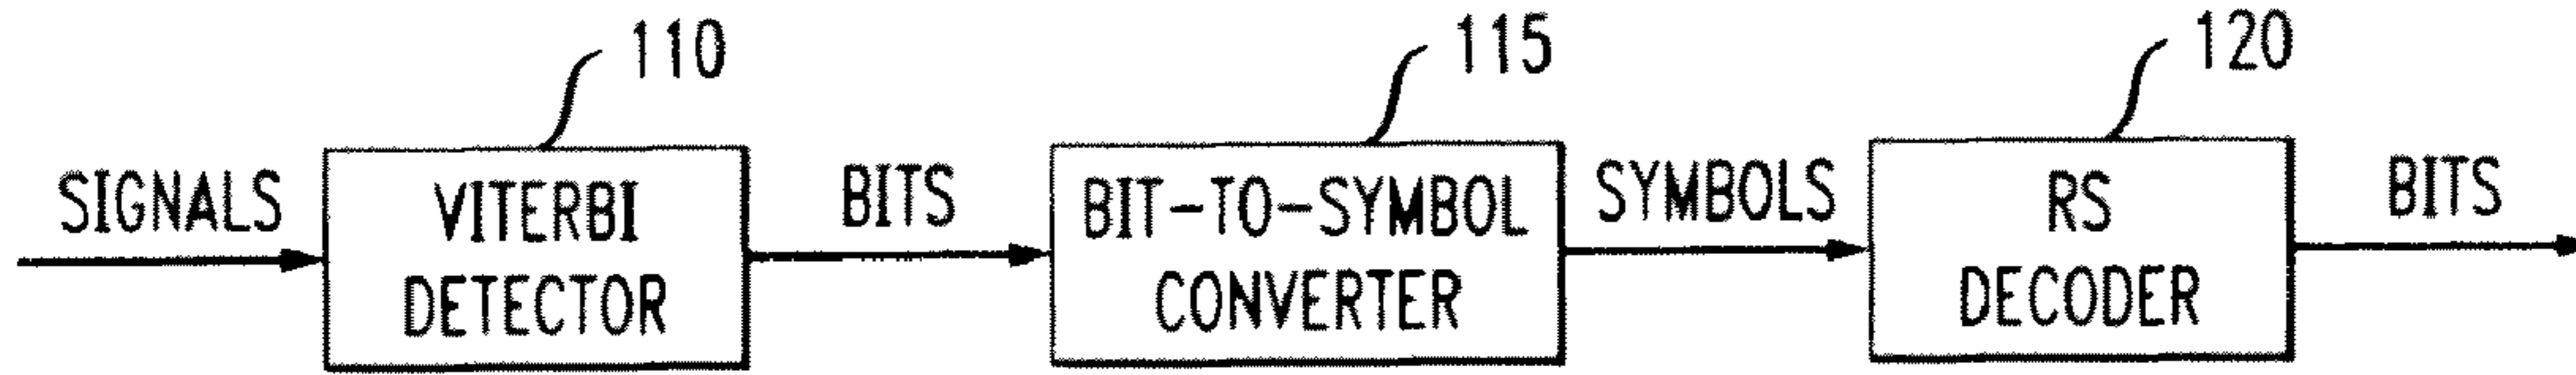 110
115
120
SIGNALS
VITERBI
DETECTOR
BITS
BIT-TO-SYMBOL
CONVERTER
SYMBOLS
RS
DECODER
BITS